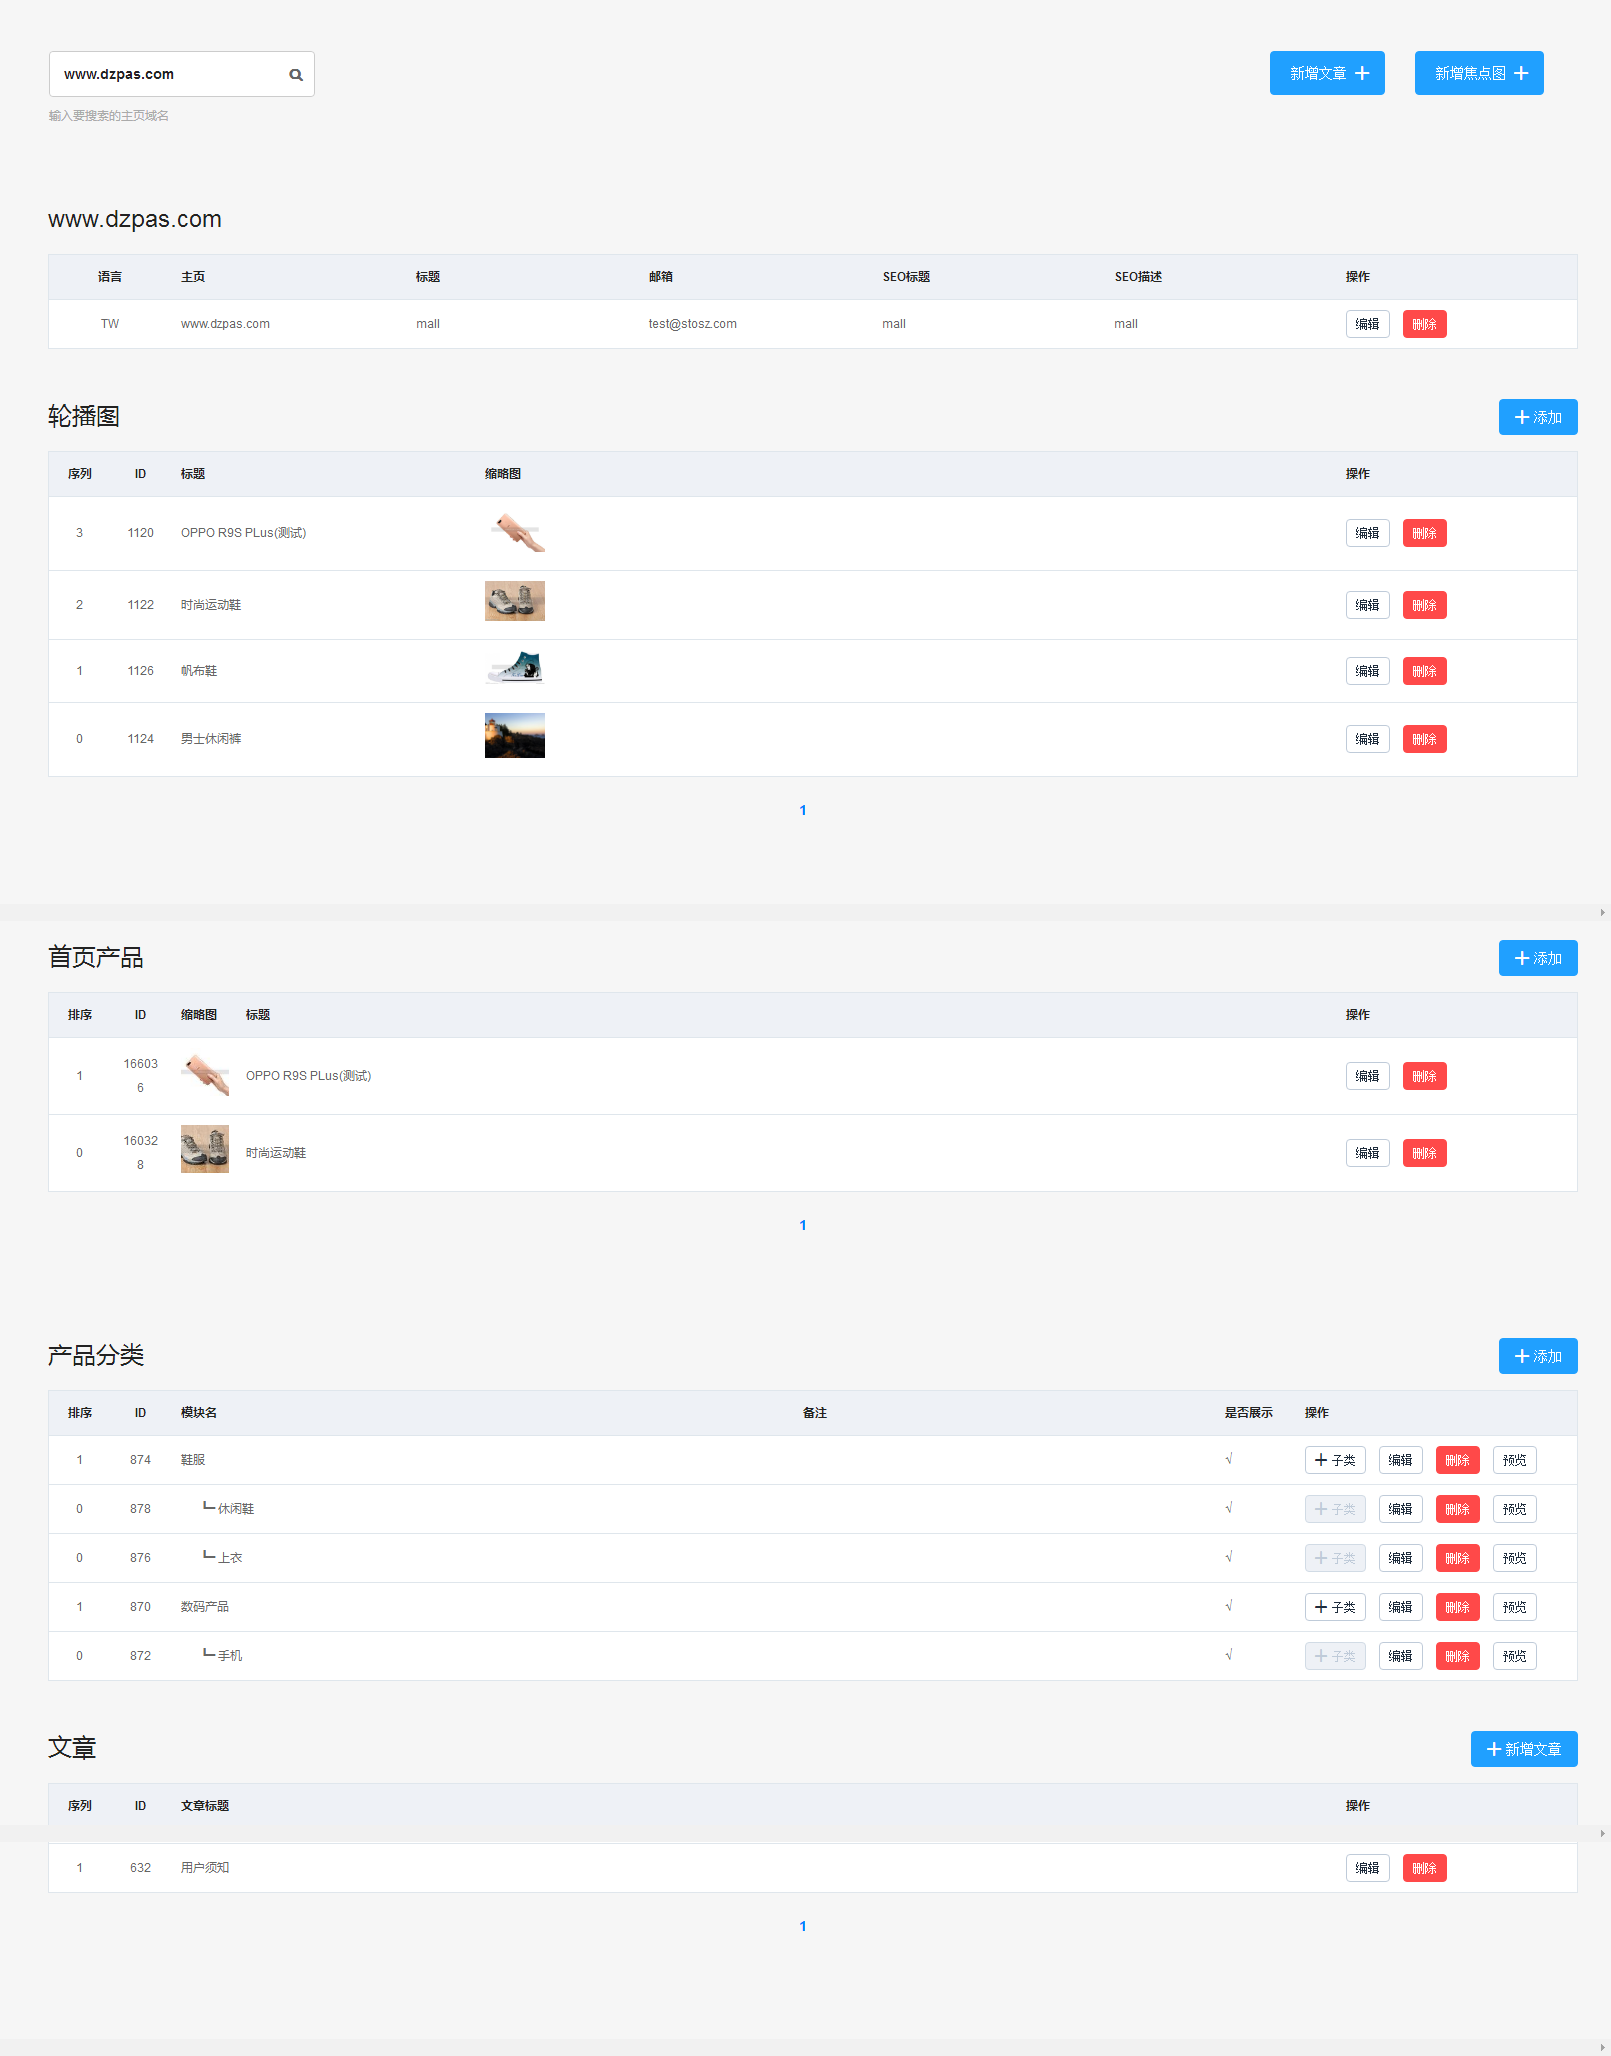 www.dzpas.com 新增文章 新增焦点图
输入要搜索的主页域名
www.dzpas.com
语言 主页 标题 邮箱 SEO标题 SEO描述 操作
TW www.dzpas.com mall test@stosz.com mall mall 编辑 删除
轮播图 添加
序列 ID 标题 缩略图 操作
3 1120 OPPO R9S PLus(测试) 编辑 删除
2 1122 时尚运动鞋 编辑 删除
1 1126 帆布鞋 编辑 删除
0 1124 男士休闲裤 编辑 删除
1
首页产品 添加
排序 ID 缩略图 标题 操作
1 166036 OPPO R9S PLus(测试) 编辑 删除
0 160328 时尚运动鞋 编辑 删除
1
产品分类 添加
排序 ID 模块名 备注 是否展示 操作
1 874 鞋服 √ 子类 编辑 删除 预览
0 878 ┗ 休闲鞋 √ 子类 编辑 删除 预览
0 876 ┗ 上衣 √ 子类 编辑 删除 预览
1 870 数码产品 √ 子类 编辑 删除 预览
0 872 ┗ 手机 √ 子类 编辑 删除 预览
文章 新增文章
序列 ID 文章标题 操作
1 632 用户须知 编辑 删除
1